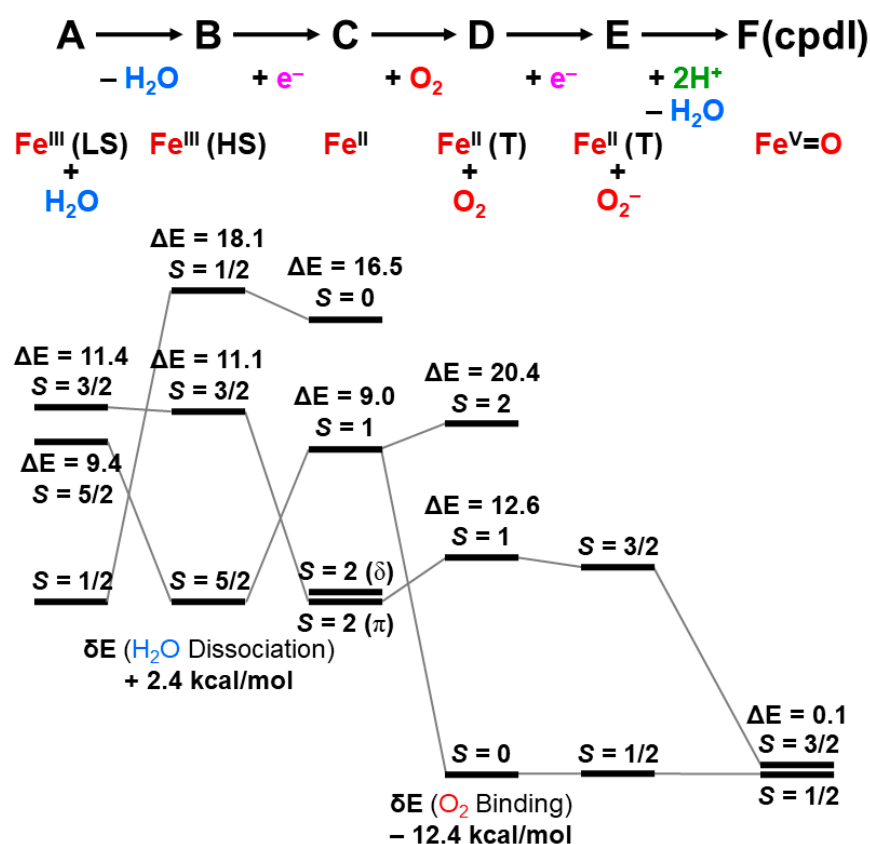 A B C D E F(cpdI)
– H₂O + e⁻ + O₂ + e⁻ + 2H⁺
– H₂O
Feᴵᴵᴵ (LS) Feᴵᴵᴵ (HS) Feᴵᴵ Feᴵᴵ (T) Feᴵᴵ (T) Feⱽ=O
+ + +
H₂O O₂ O₂⁻
ΔE = 18.1
S = 1/2
ΔE = 16.5
S = 0
ΔE = 11.4
S = 3/2
ΔE = 11.1
S = 3/2
ΔE = 9.0
S = 1
ΔE = 20.4
S = 2
ΔE = 9.4
S = 5/2
ΔE = 12.6
S = 1
S = 3/2
S = 1/2
S = 5/2
S = 2 (δ)
S = 2 (π)
δE (H₂O Dissociation)
+ 2.4 kcal/mol
S = 0
S = 1/2
ΔE = 0.1
S = 3/2
S = 1/2
δE (O₂ Binding)
– 12.4 kcal/mol